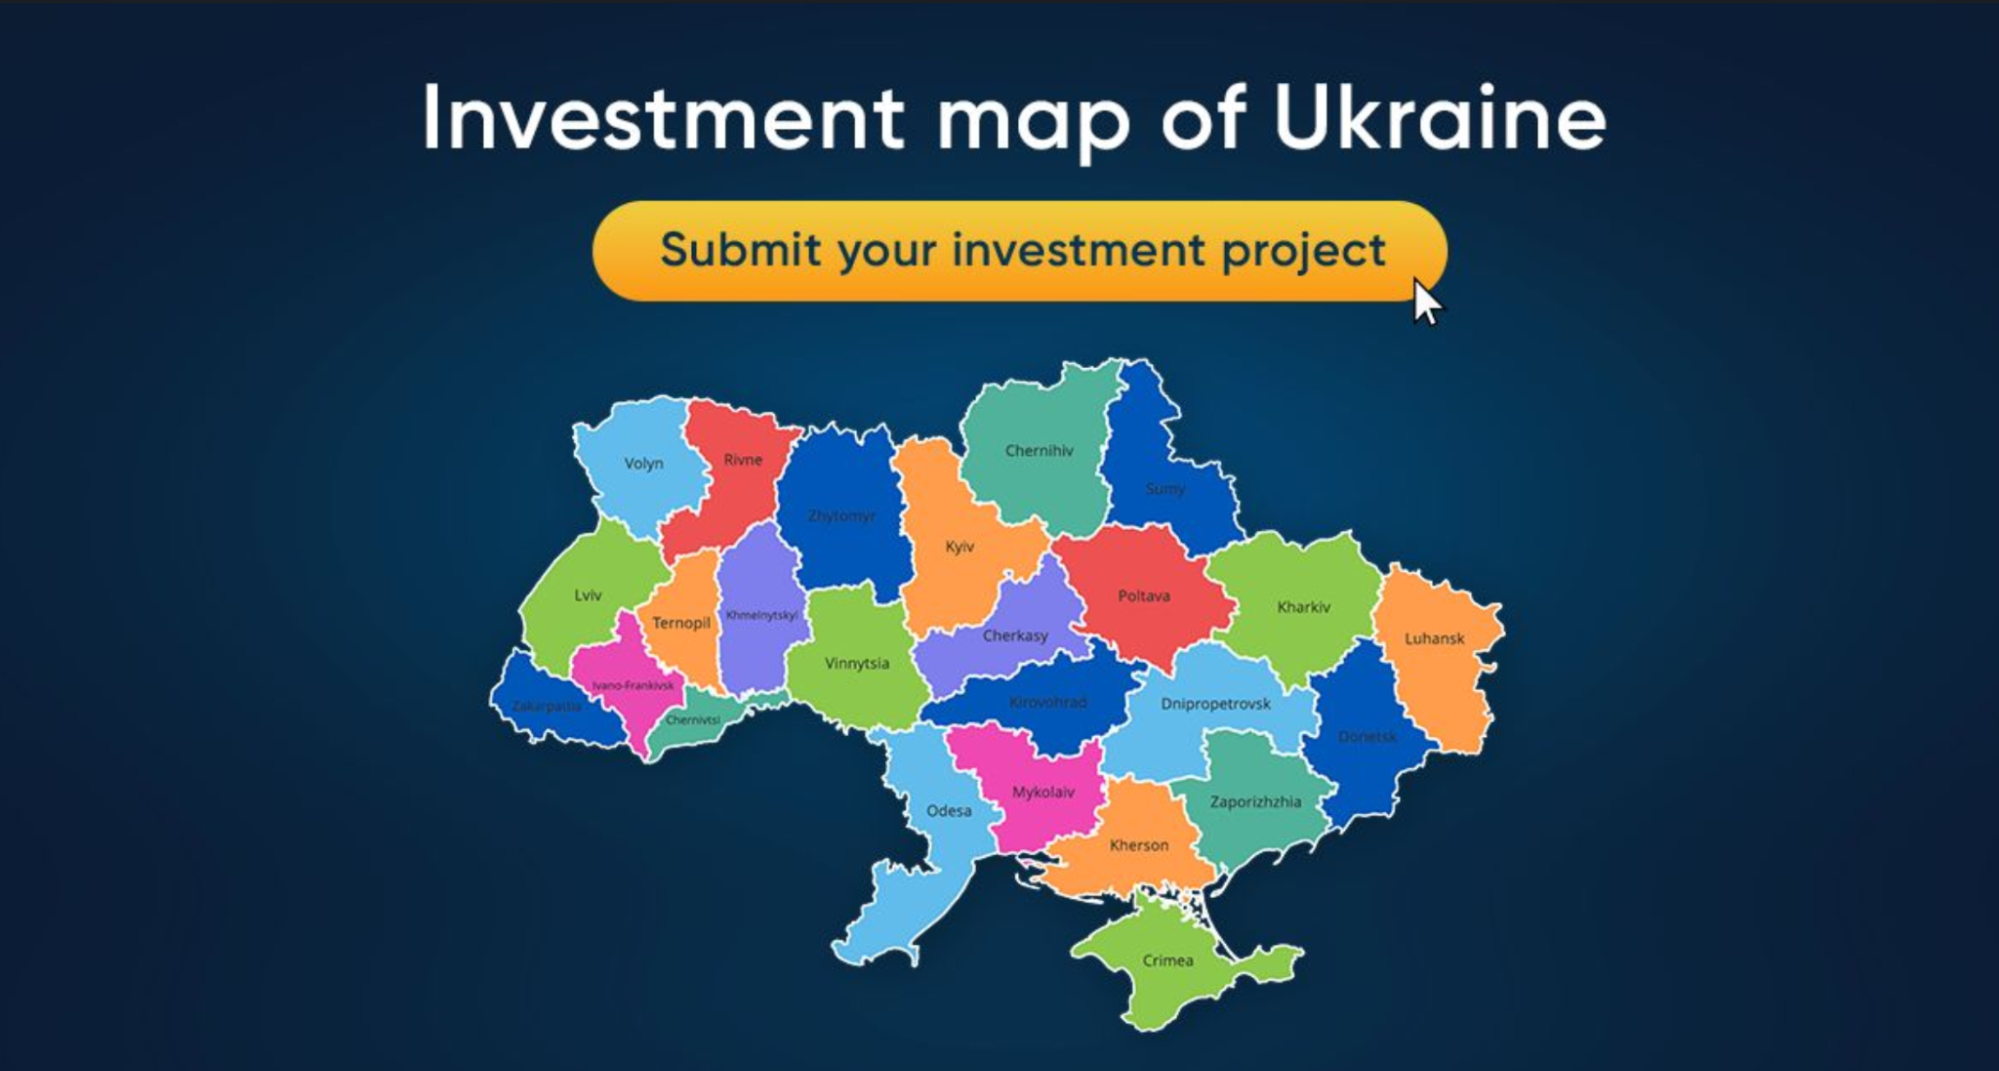 Investment map of Ukraine
Submit your investment project
Chernihiv
Volyn
Rivne
Sumy
Zhytomyr
Kyiv
Lviv
Poltava
Kharkiv
Ternopil
Khmelnytskyi
Cherkasy
Luhansk
Vinnytsia
Ivano-Frankivsk
Zakarpattia
Kirovohrad
Dnipropetrovsk
Chernivtsi
Donetsk
Mykolaiv
Zaporizhzhia
Odesa
Kherson
Crimea